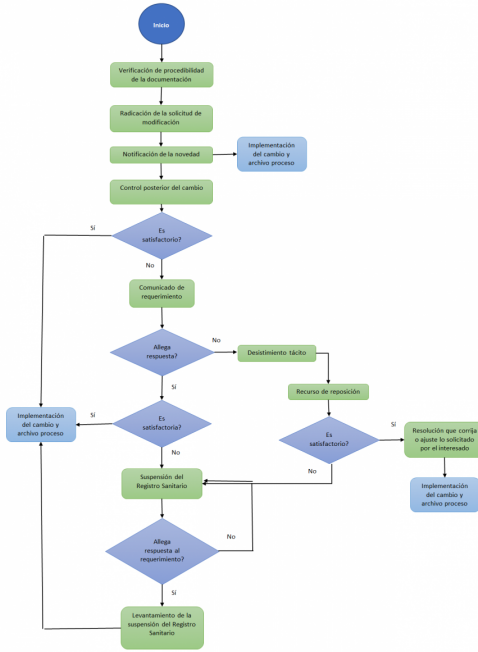 Inicio
Verificación de procedibilidad
de la documentación
Radicación de la solicitud de
modificación
Notificación de la novedad
Implementación
del cambio y
archivo proceso
Control posterior del cambio
Es
satisfactorio?
Sí
No
Comunicado de
requerimiento
Allega
respuesta?
No
Desistimiento tácito
Sí
Recurso de reposición
Implementación
del cambio y
archivo proceso
Sí
Es
satisfactoria?
No
Es
satisfactorio?
Sí
Resolución que corrija
o ajuste lo solicitado
por el interesado
No
Implementación
del cambio y
archivo proceso
Suspensión del
Registro Sanitario
Allega
respuesta al
requerimiento?
No
Sí
Levantamiento de la
suspensión del Registro
Sanitario